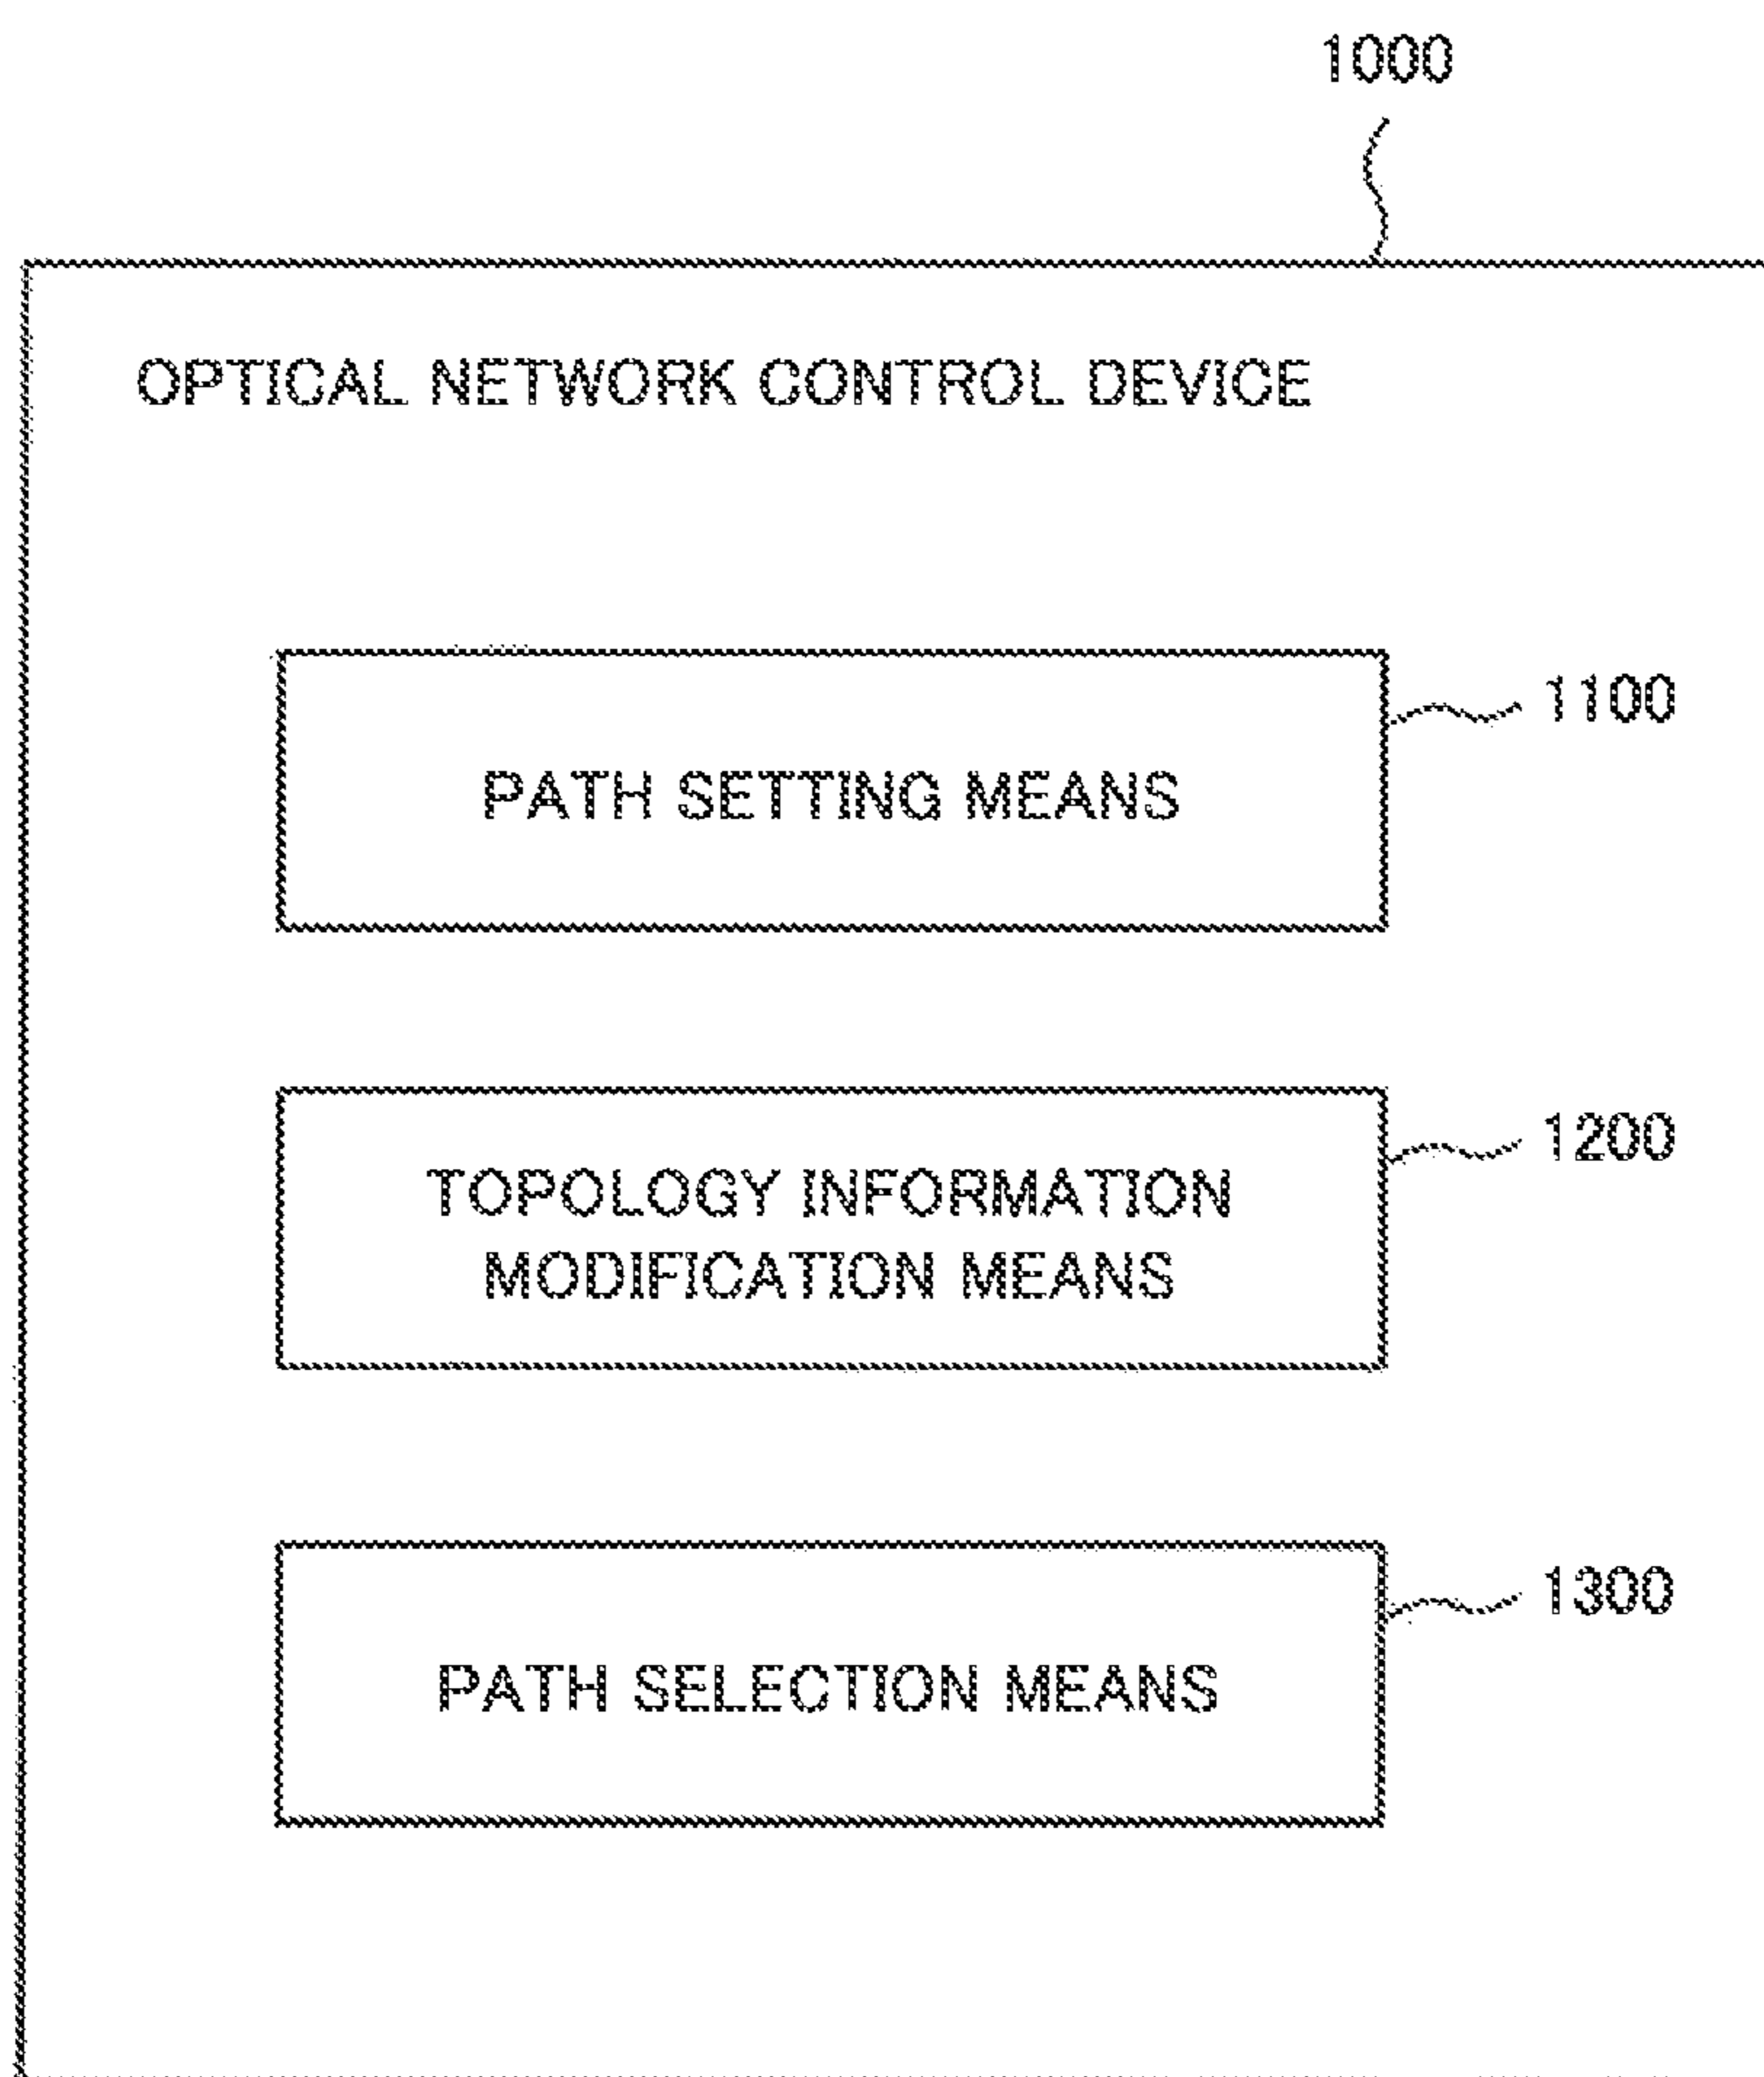 1000
OPTICAL NETWORK CONTROL DEVICE
1100
PATH SETTING MEANS
1200
TOPOLOGY INFORMATION
MODIFICATION MEANS
1300
PATH SELECTION MEANS